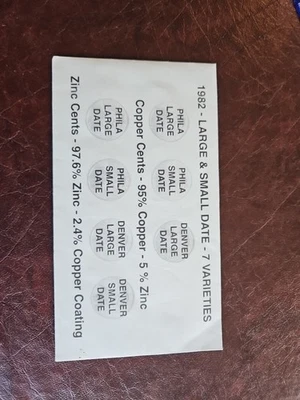 1982 - LARGE & SMALL DATE - 7 VARIETIES
PHILA
LARGE
DATE
PHILA
SMALL
DATE
DENVER
LARGE
DATE
Copper Cents - 95% Copper - 5 % Zinc
PHILA
LARGE
DATE
PHILA
SMALL
DATE
DENVER
LARGE
DATE
DENVER
SMALL
DATE
Zinc Cents - 97.6% Zinc - 2.4% Copper Coating